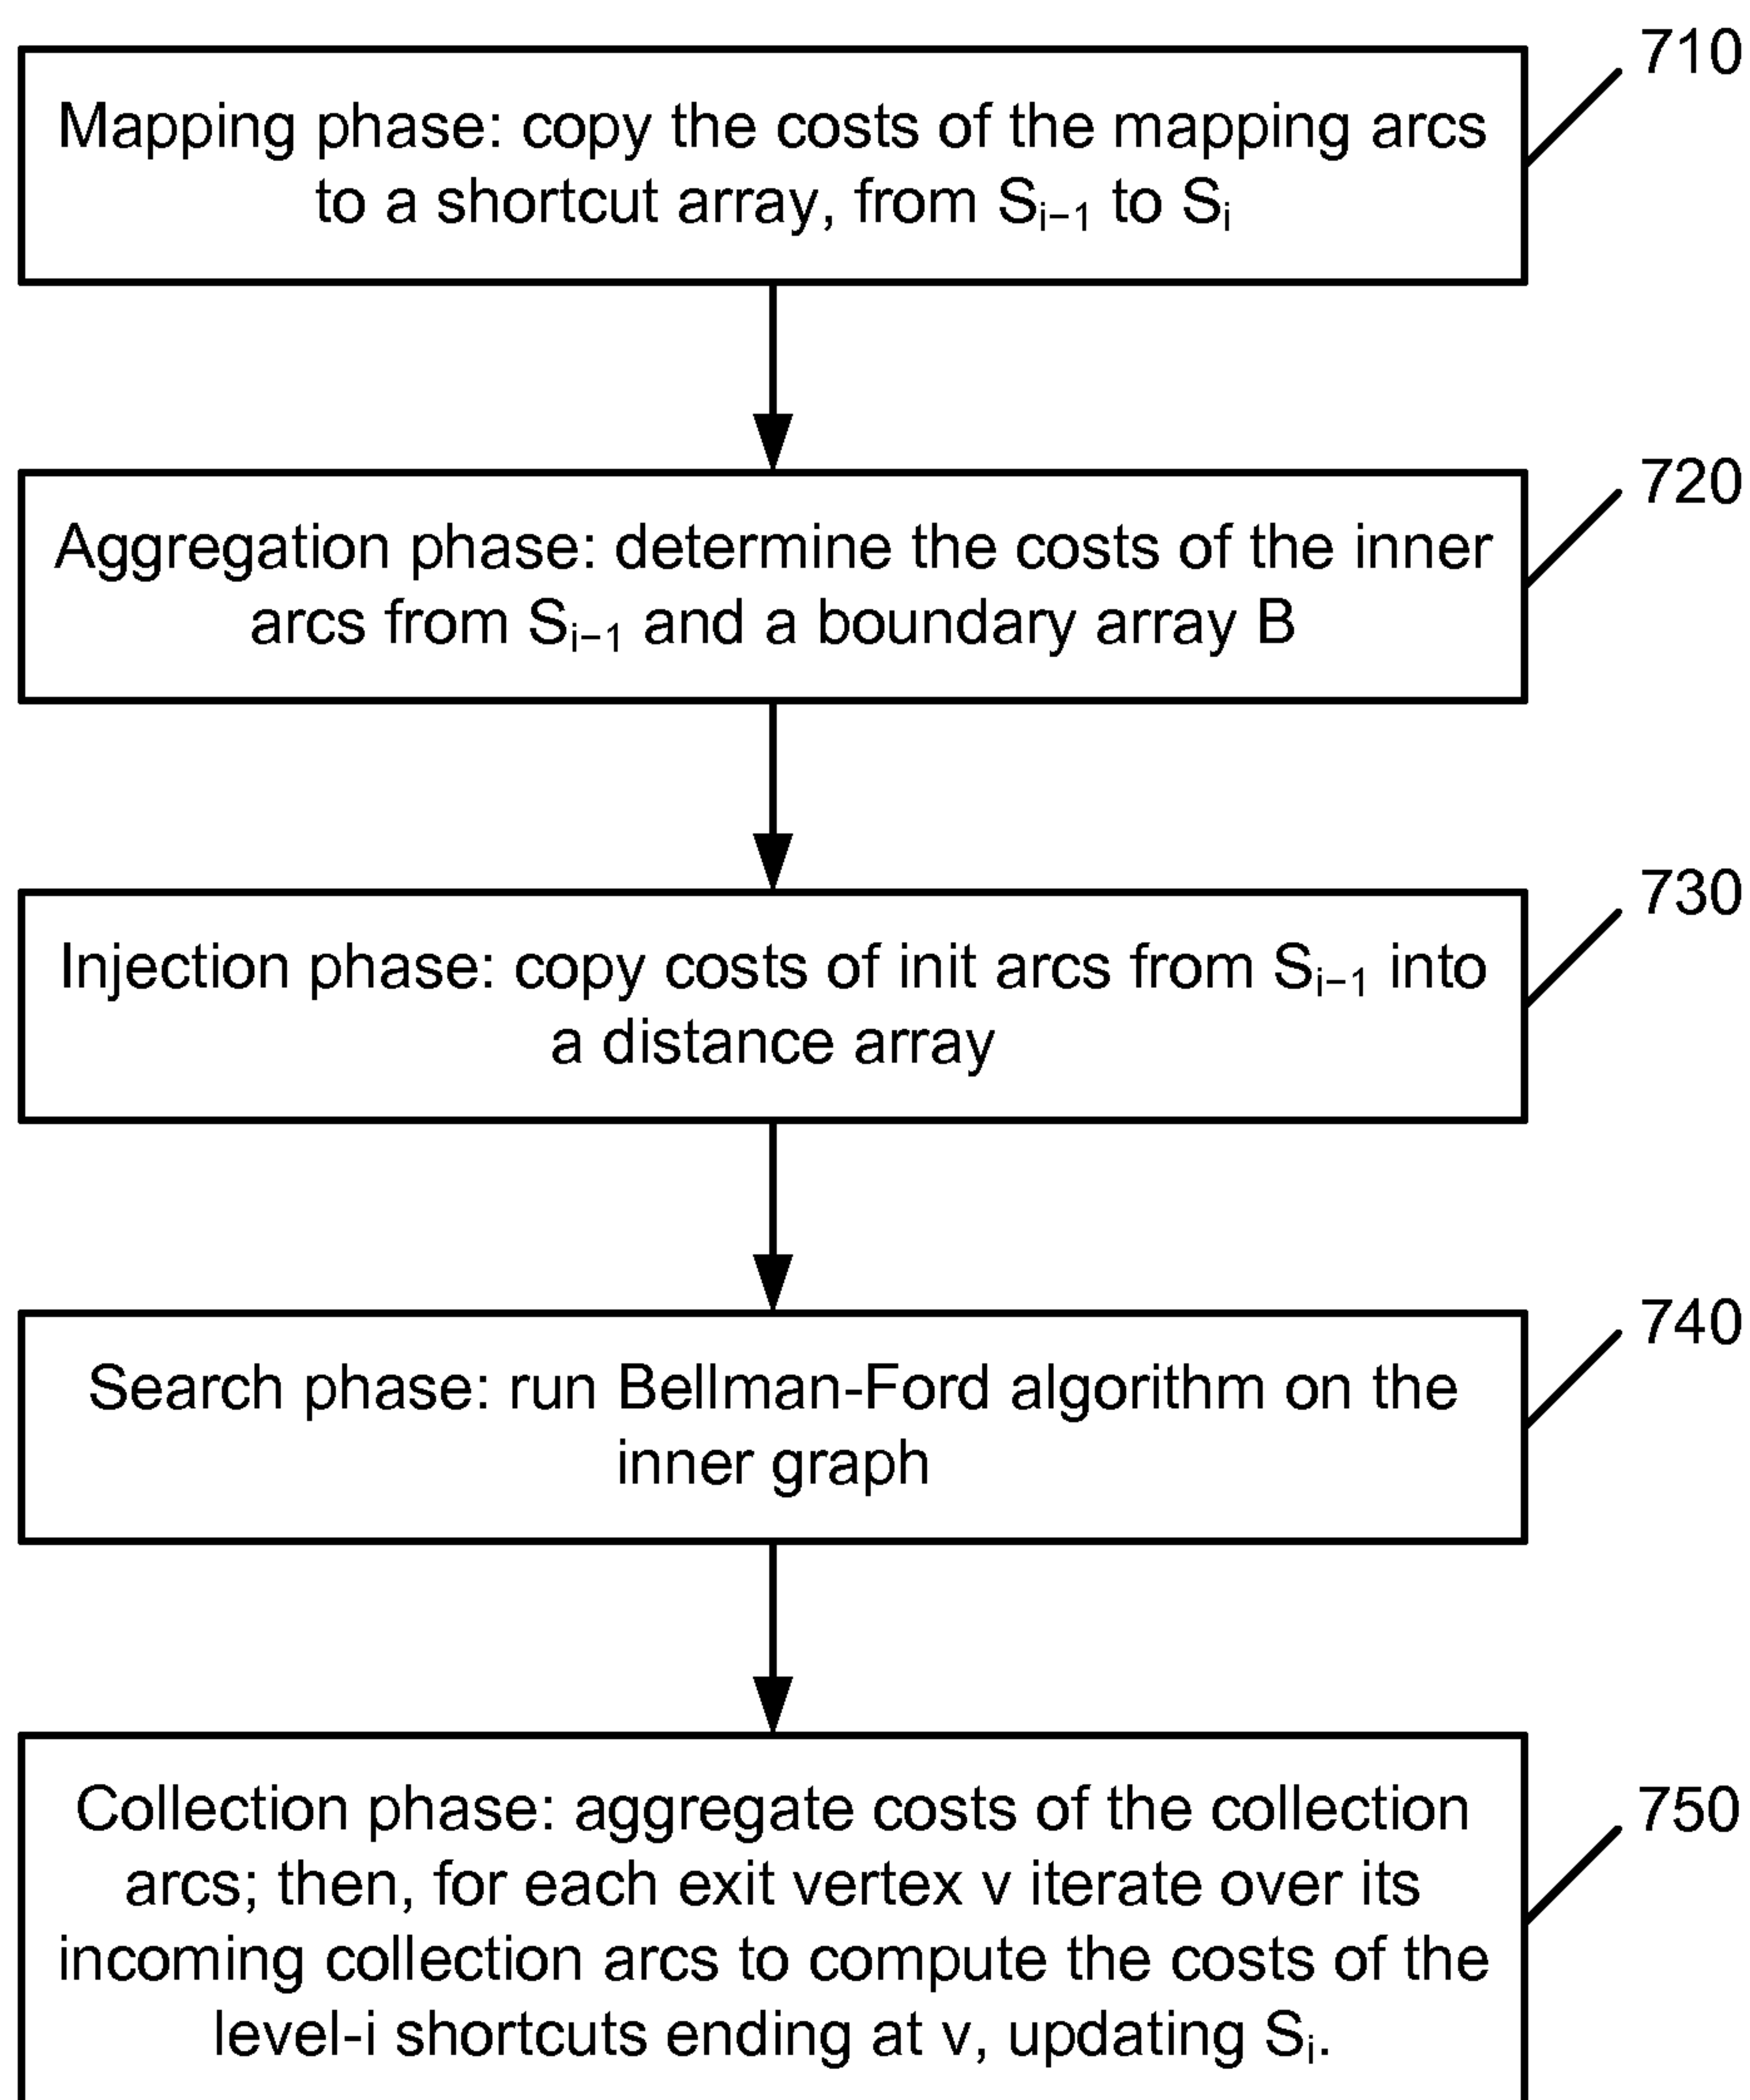 710
Mapping phase: copy the costs of the mapping arcs
to a shortcut array, from Sᵢ₋₁ to Sᵢ
720
Aggregation phase: determine the costs of the inner
arcs from Sᵢ₋₁ and a boundary array B
730
Injection phase: copy costs of init arcs from Sᵢ₋₁ into
a distance array
740
Search phase: run Bellman-Ford algorithm on the
inner graph
750
Collection phase: aggregate costs of the collection
arcs; then, for each exit vertex v iterate over its
incoming collection arcs to compute the costs of the
level-i shortcuts ending at v, updating Sᵢ.